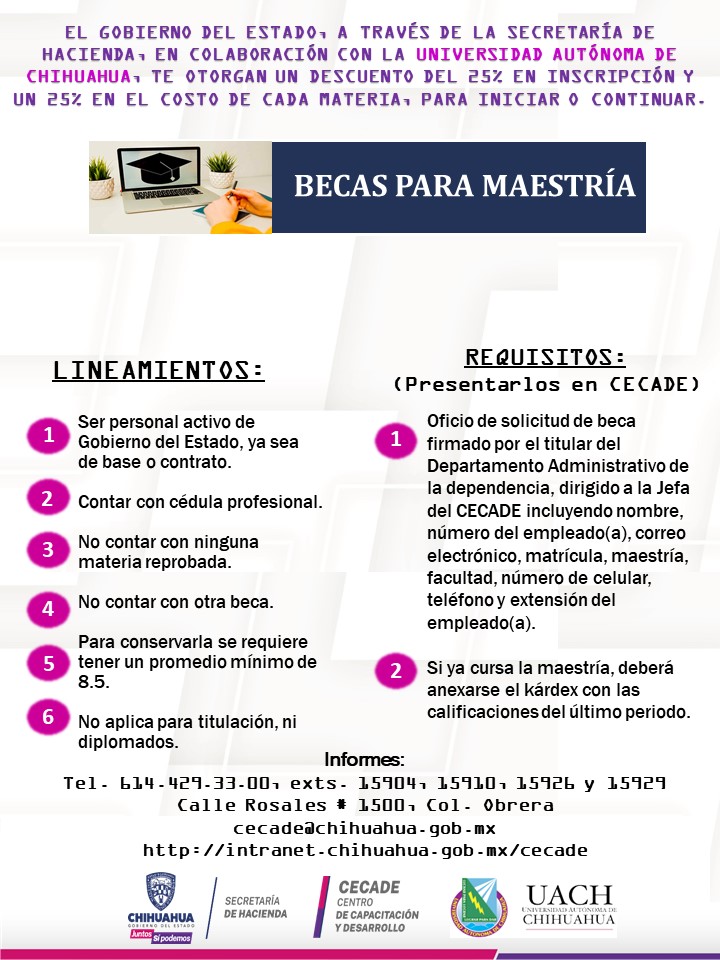 EL GOBIERNO DEL ESTADO, A TRAVÉS DE LA SECRETARÍA DE
HACIENDA, EN COLABORACIÓN CON LA UNIVERSIDAD AUTÓNOMA DE
CHIHUAHUA, TE OTORGAN UN DESCUENTO DEL 25% EN INSCRIPCIÓN Y
UN 25% EN EL COSTO DE CADA MATERIA, PARA INICIAR O CONTINUAR.
BECAS PARA MAESTRÍA
LINEAMIENTOS:
1
Ser personal activo de
Gobierno del Estado, ya sea
de base o contrato.
2
Contar con cédula profesional.
3
No contar con ninguna
materia reprobada.
4
No contar con otra beca.
5
Para conservarla se requiere
tener un promedio mínimo de
8.5.
6
No aplica para titulación, ni
diplomados.
REQUISITOS:
(Presentarlos en CECADE)
1
Oficio de solicitud de beca
firmado por el titular del
Departamento Administrativo de
la dependencia, dirigido a la Jefa
del CECADE incluyendo nombre,
número del empleado(a), correo
electrónico, matrícula, maestría,
facultad, número de celular,
teléfono y extensión del
empleado(a).
2
Si ya cursa la maestría, deberá
anexarse el kárdex con las
calificaciones del último periodo.
Informes:
Tel. 614-429-33-00, exts. 15904, 15910, 15926 y 15929
Calle Rosales # 1500, Col. Obrera
cecade@chihuahua.gob.mx
http://intranet.chihuahua.gob.mx/cecade
CHIHUAHUA
GOBIERNO DEL ESTADO
Juntos
Sí podemos
SECRETARÍA
DE HACIENDA
CECADE
CENTRO
DE CAPACITACIÓN
Y DESARROLLO
UACH
UNIVERSIDAD AUTÓNOMA DE
CHIHUAHUA